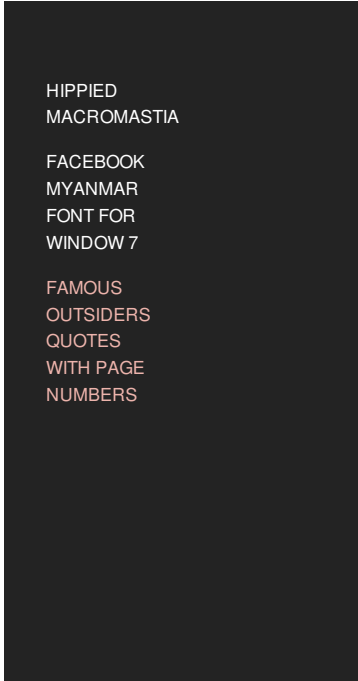 HIPPIED
MACROMASTIA
FACEBOOK
MYANMAR
FONT FOR
WINDOW 7
FAMOUS
OUTSIDERS
QUOTES
WITH PAGE
NUMBERS